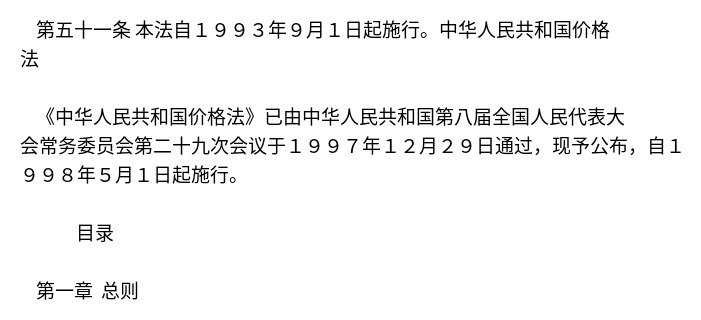 第五十一条 本法自１９９３年９月１日起施行。中华人民共和国价格
法
《中华人民共和国价格法》已由中华人民共和国第八届全国人民代表大
会常务委员会第二十九次会议于１９９７年１２月２９日通过，现予公布，自１
９９８年５月１日起施行。
目录
第一章 总则